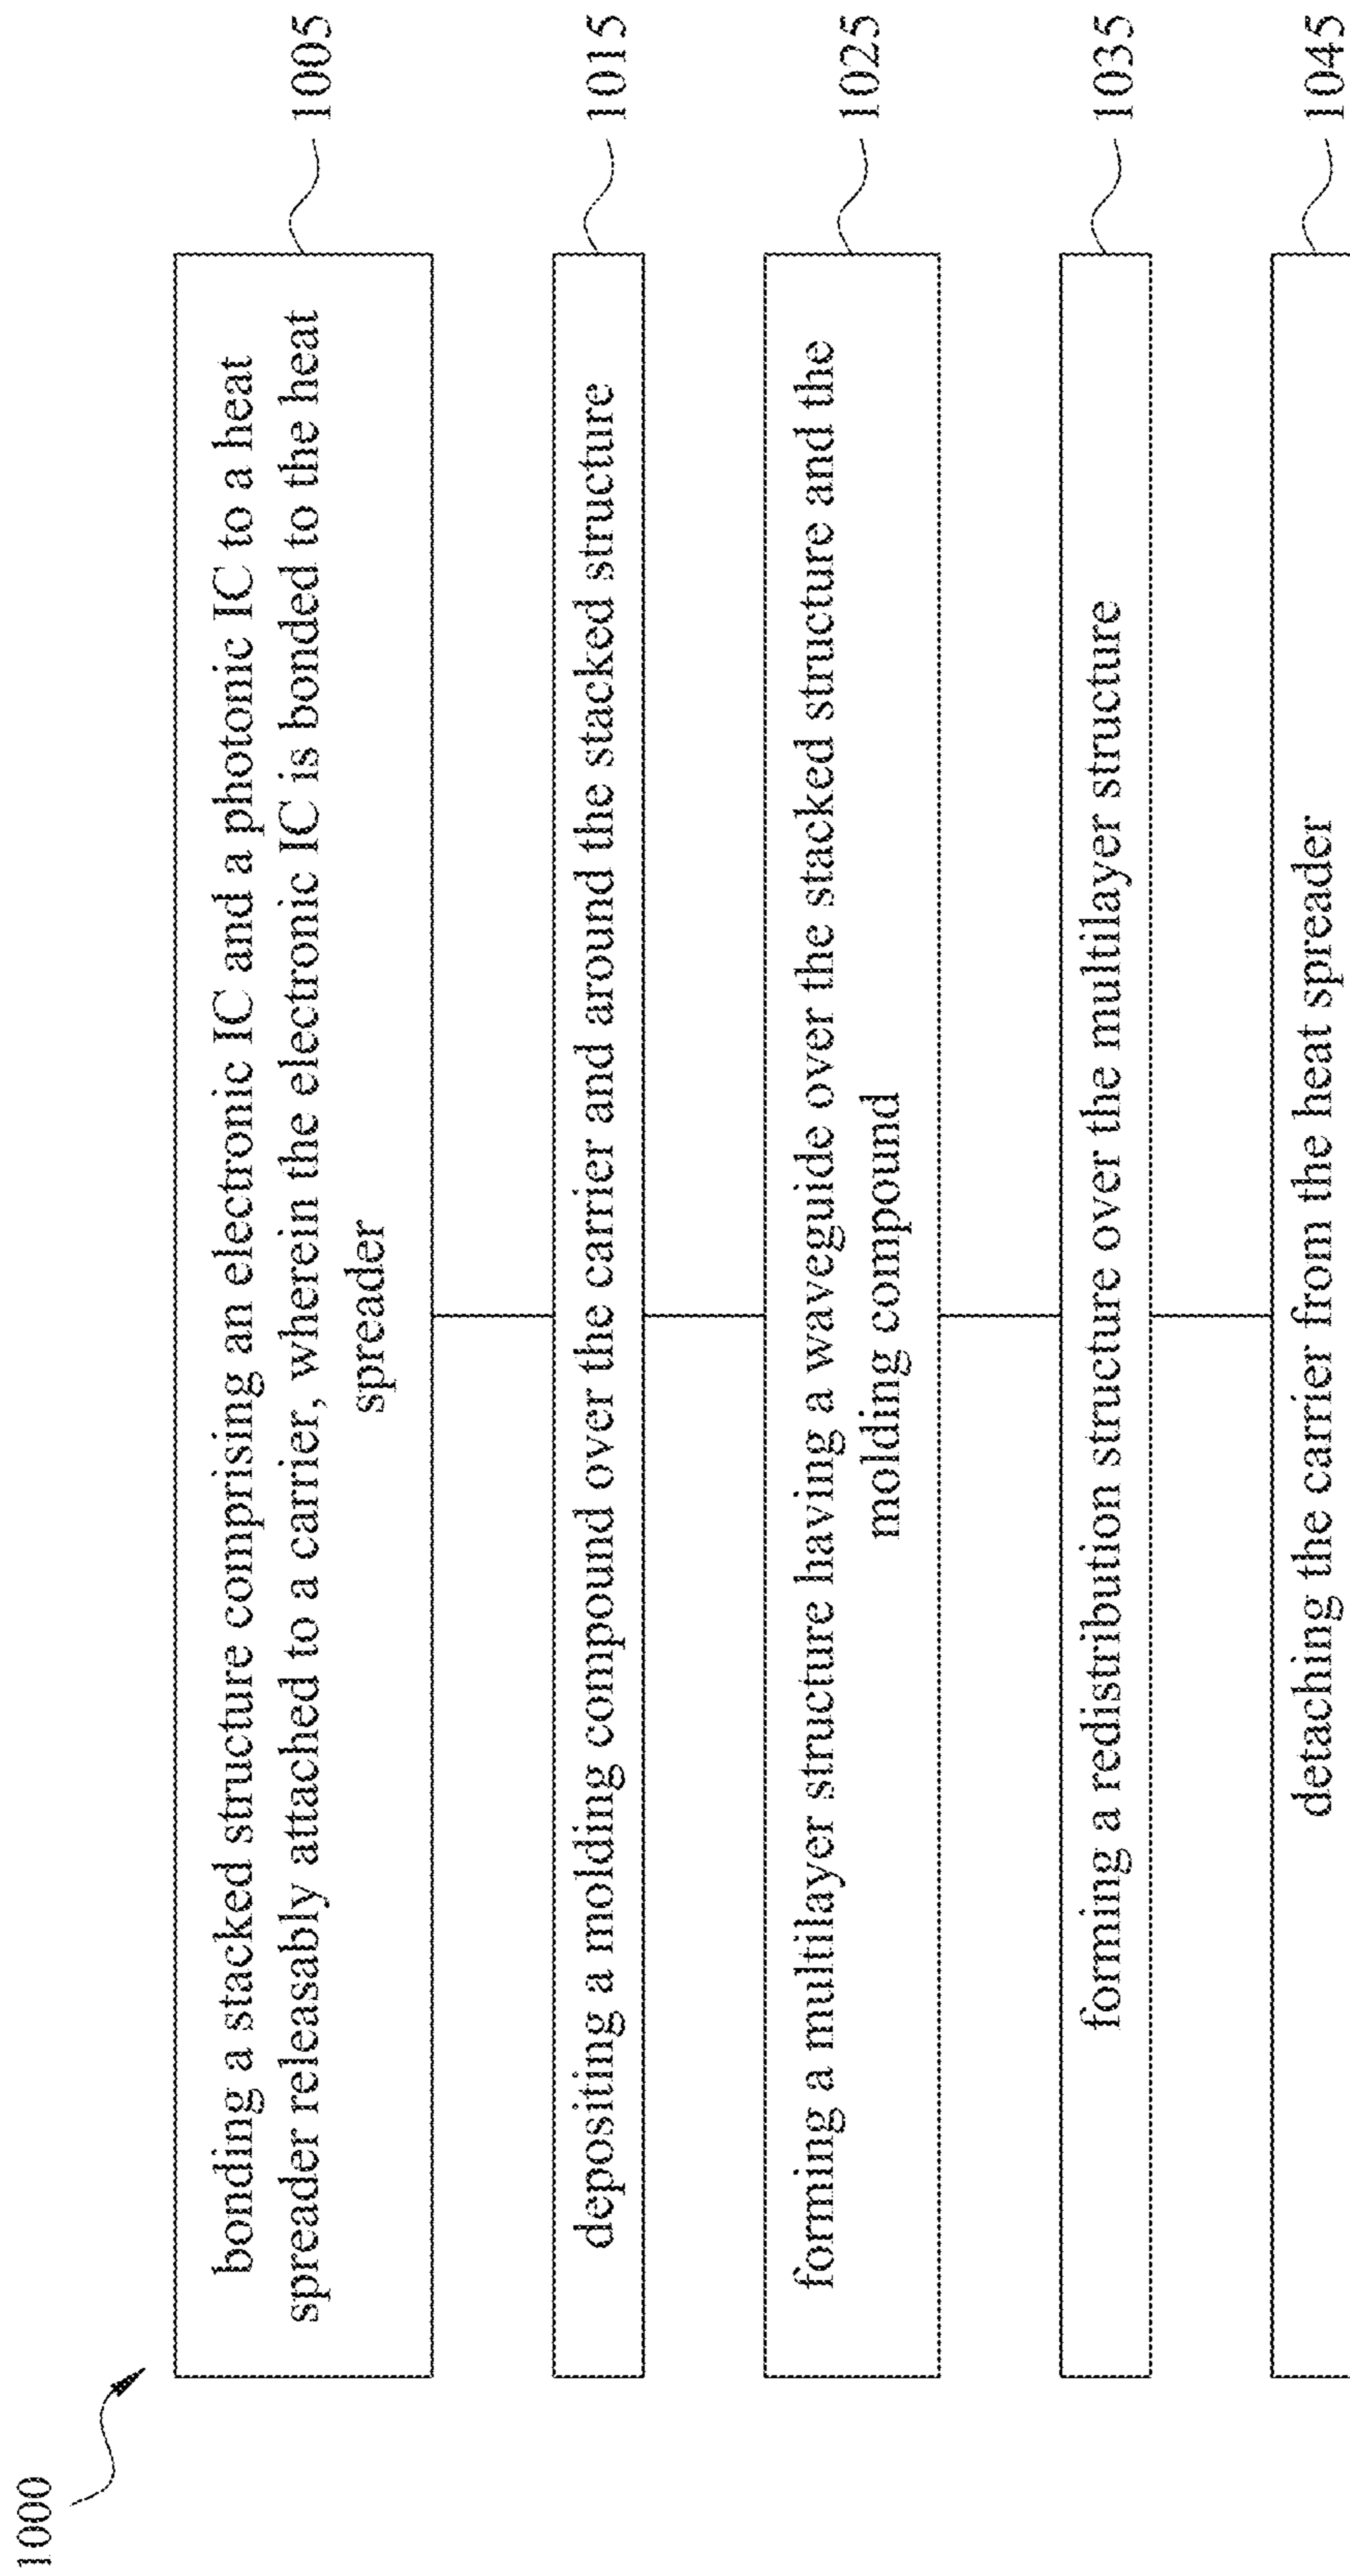 1000
bonding a stacked structure comprising an electronic IC and a photonic IC to a heat
spreader releasably attached to a carrier, wherein the electronic IC is bonded to the heat
spreader
1005
depositing a molding compound over the carrier and around the stacked structure
1015
forming a multilayer structure having a waveguide over the stacked structure and the
molding compound
1025
forming a redistribution structure over the multilayer structure
1035
detaching the carrier from the heat spreader
1045